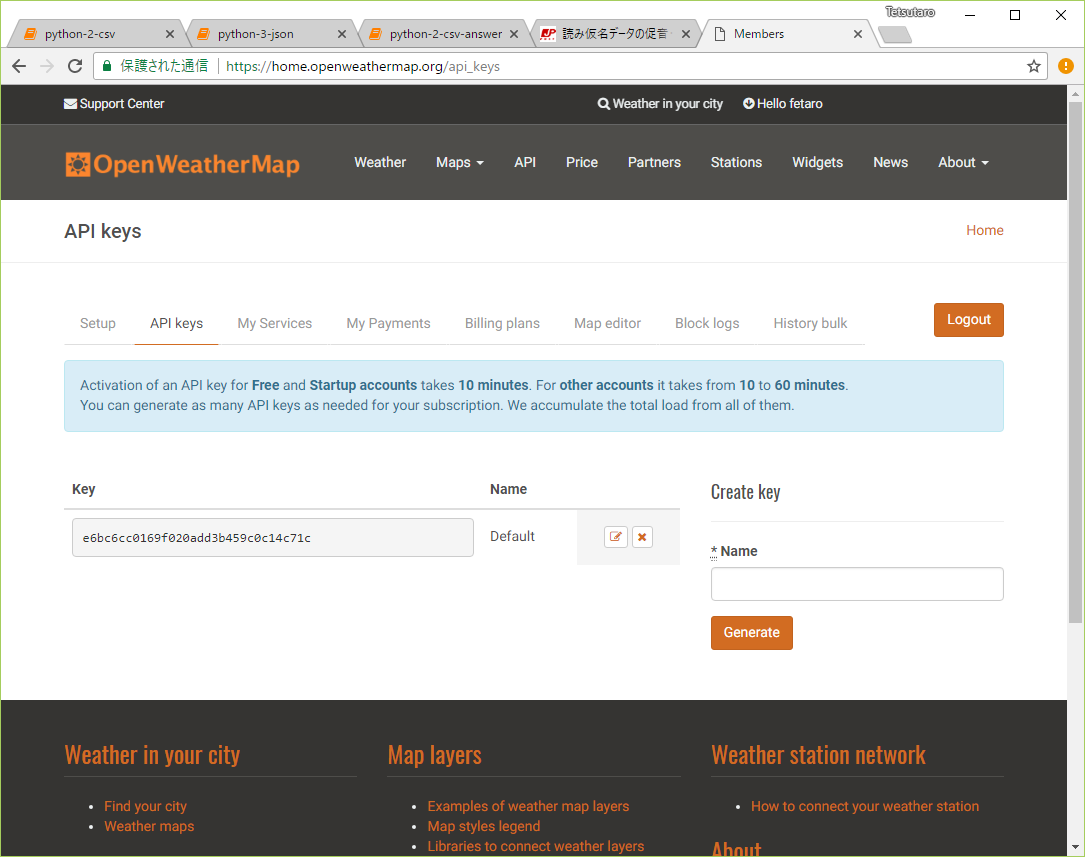 Tetsutaro
python-2-csv
python-3-json
python-2-csv-answer
読み仮名データの促音
Members
保護された通信
https://home.openweathermap.org/api_keys
Support Center
Weather in your city
Hello fetaro
OpenWeatherMap
Weather
Maps
API
Price
Partners
Stations
Widgets
News
About
API keys
Home
Setup
API keys
My Services
My Payments
Billing plans
Map editor
Block logs
History bulk
Logout
Activation of an API key for Free and Startup accounts takes 10 minutes. For other accounts it takes from 10 to 60 minutes.
You can generate as many API keys as needed for your subscription. We accumulate the total load from all of them.
Key
Name
e6bc6cc0169f020add3b459c0c14c71c
Default
Create key
* Name
Generate
Weather in your city
Find your city
Weather maps
Map layers
Examples of weather map layers
Map styles legend
Libraries to connect weather layers
Weather station network
How to connect your weather station
About